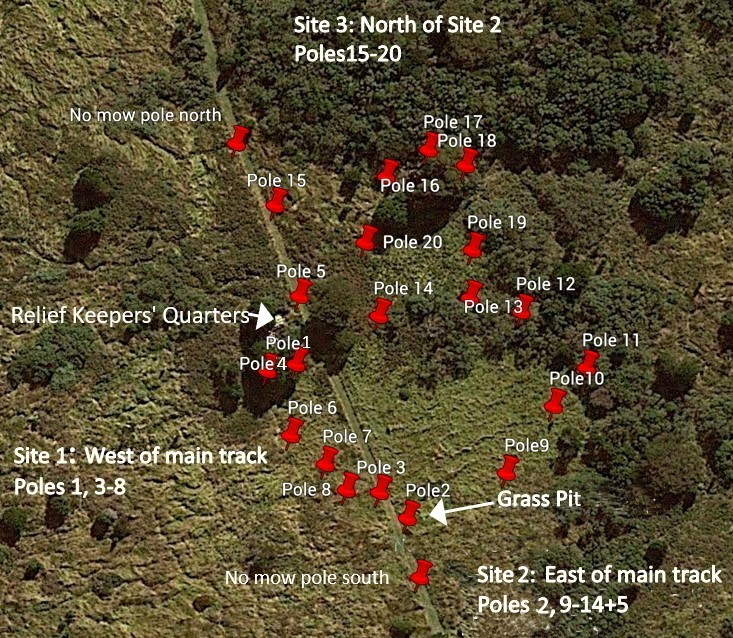 Site 3: North of Site 2
Poles15-20
No mow pole north
Pole 17
Pole 18
Pole 15
Pole 16
Pole 19
Pole 20
Pole 5
Pole 14
Pole 12
Pole 13
Relief Keepers' Quarters
Pole1
Pole 4
Pole 11
Pole10
Pole 6
Pole 7
Pole9
Site 1: West of main track
Poles 1, 3-8
Pole 3
Pole 8
Pole2
Grass Pit
No mow pole south
Site 2: East of main track
Poles 2, 9-14+5